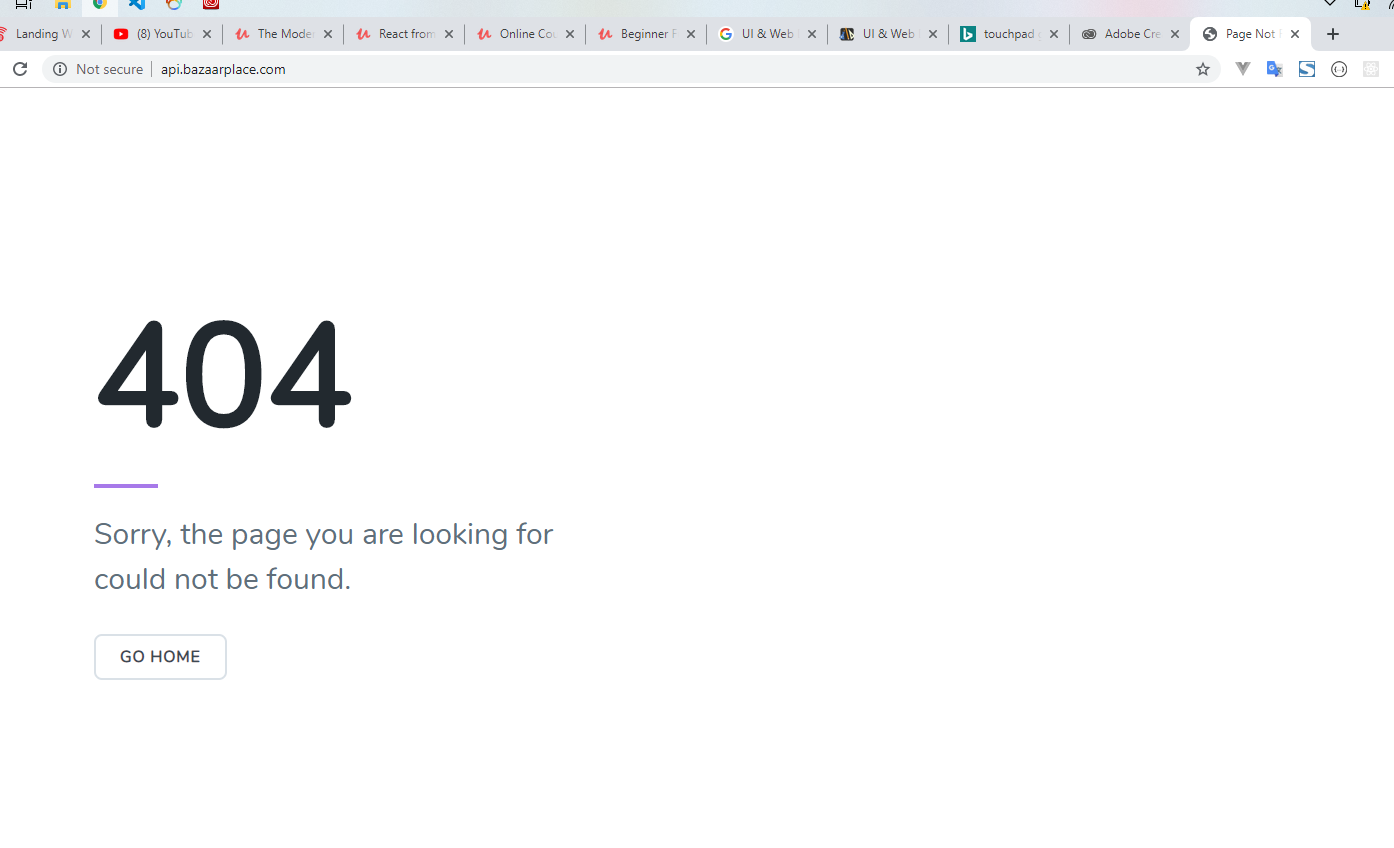 Landing W
(8) YouTub
The Moder
React from
Online Cou
Beginner F
UI & Web
UI & Web
touchpad g
Adobe Cre
Page Not F
Not secure
api.bazaarplace.com
404
Sorry, the page you are looking for
could not be found.
GO HOME